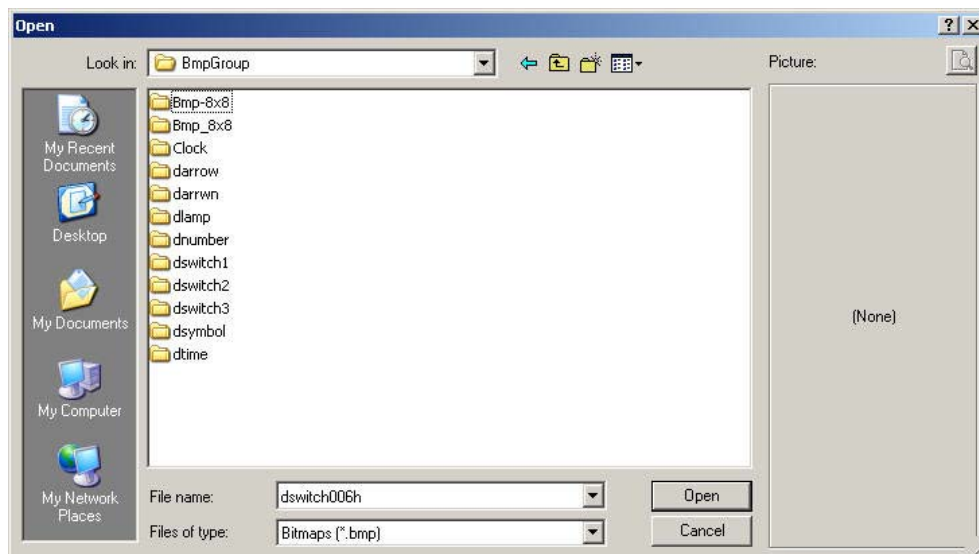 Open
Look in: BmpGroup
Picture:
My Recent
Documents
Desktop
My Documents
My Computer
My Network
Places
Bmp-8x8
Bmp_8x8
Clock
darrow
darrwn
dlamp
dnumber
dswitch1
dswitch2
dswitch3
dsymbol
dtime
(None)
File name: dswitch006h Open
Files of type: Bitmaps (*.bmp) Cancel